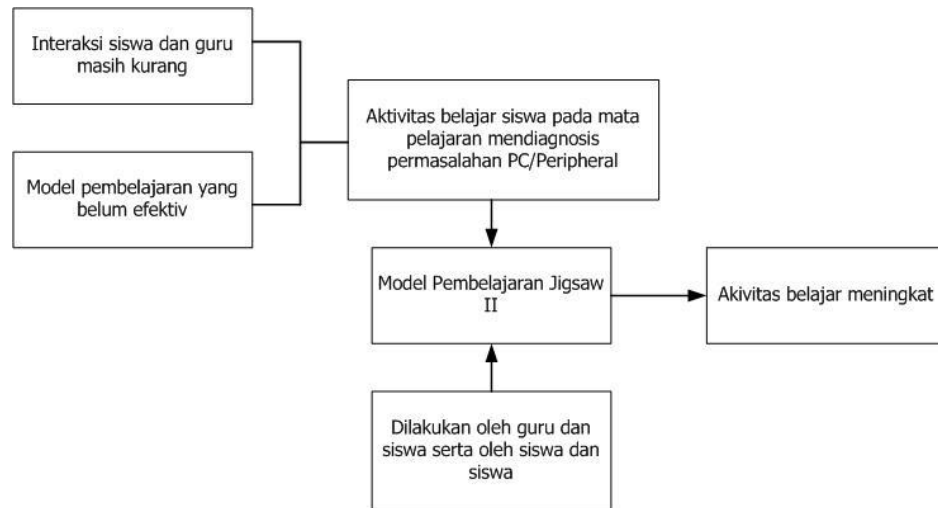 Interaksi siswa dan guru
masih kurang
Aktivitas belajar siswa pada mata
pelajaran mendiagnosis
permasalahan PC/Peripheral
Model pembelajaran yang
belum efektiv
Model Pembelajaran Jigsaw
II
Akivitas belajar meningkat
Dilakukan oleh guru dan
siswa serta oleh siswa dan
siswa